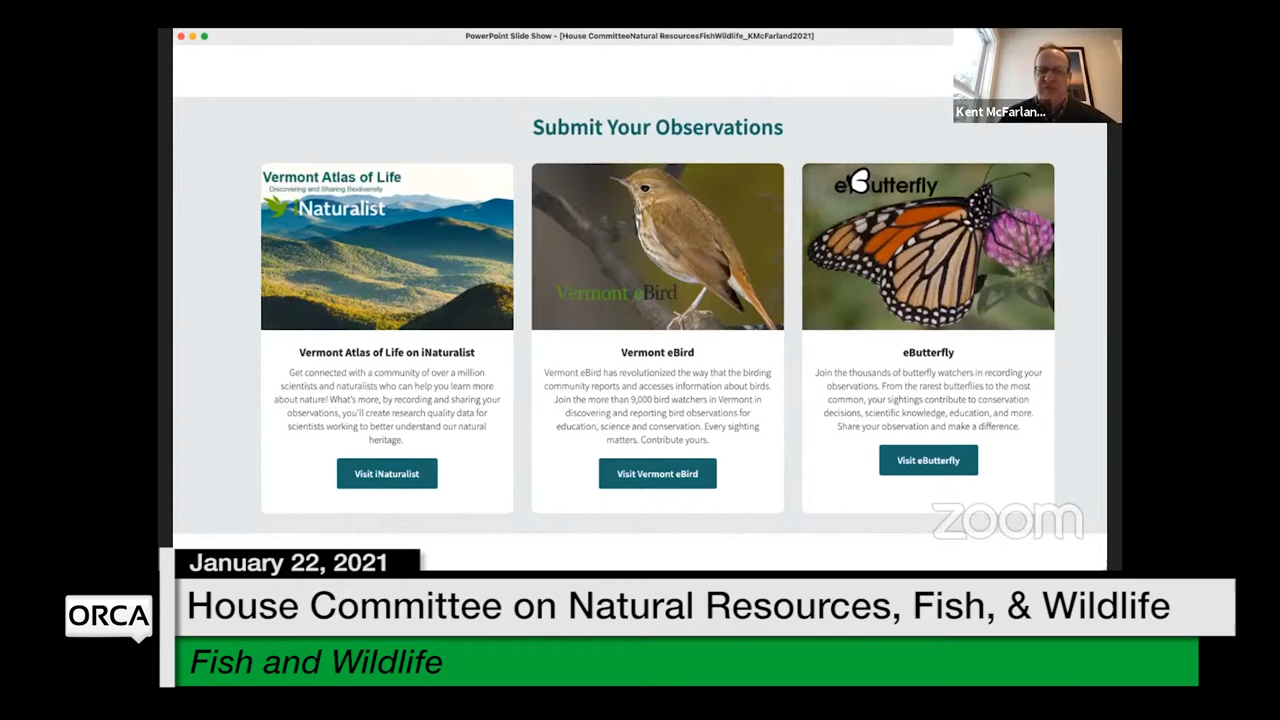 PowerPoint Slide Show - [House CommitteeNatural ResourcesFishWildlife_KMcFarland2021]
Kent McFarlan...
Submit Your Observations
Vermont Atlas of Life
Discovering and Sharing Biodiversity
iNaturalist
Vermont eBird
eButterfly
Vermont Atlas of Life on iNaturalist
Get connected with a community of over a million
scientists and naturalists who can help you learn more
about nature! What's more, by recording and sharing your
observations, you'll create research quality data for
scientists working to better understand our natural
heritage.
Visit iNaturalist
Vermont eBird
Vermont eBird has revolutionized the way that the birding
community reports and accesses information about birds.
Join the more than 9,000 bird watchers in Vermont in
discovering and reporting bird observations for
education, science and conservation. Every sighting
matters. Contribute yours.
Visit Vermont eBird
eButterfly
Join the thousands of butterfly watchers in recording your
observations. From the rarest butterflies to the most
common, your sightings contribute to conservation
decisions, scientific knowledge, education, and more.
Share your observation and make a difference.
Visit eButterfly
zoom
January 22, 2021
ORCA
House Committee on Natural Resources, Fish, & Wildlife
Fish and Wildlife